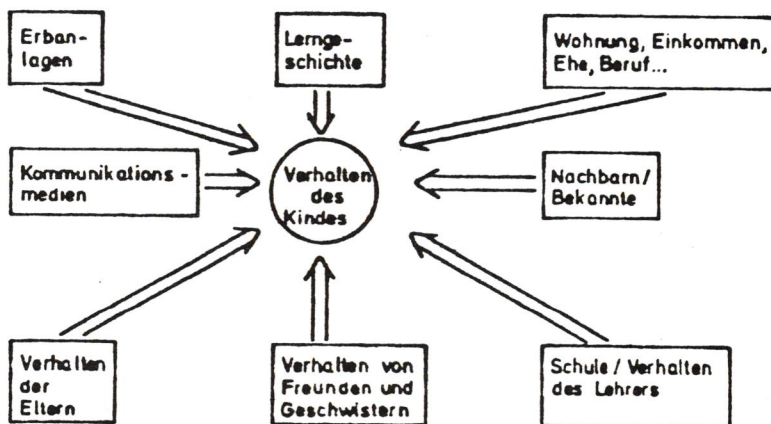 Erban-
lagen
Lernge-
schichte
Wohnung, Einkommen,
Ehe, Beruf...
Kommunikations-
medien
Verhalten
des
Kindes
Nachbarn/
Bekannte
Verhalten
der
Eltern
Verhalten von
Freunden und
Geschwistern
Schule / Verhalten
des Lehrers